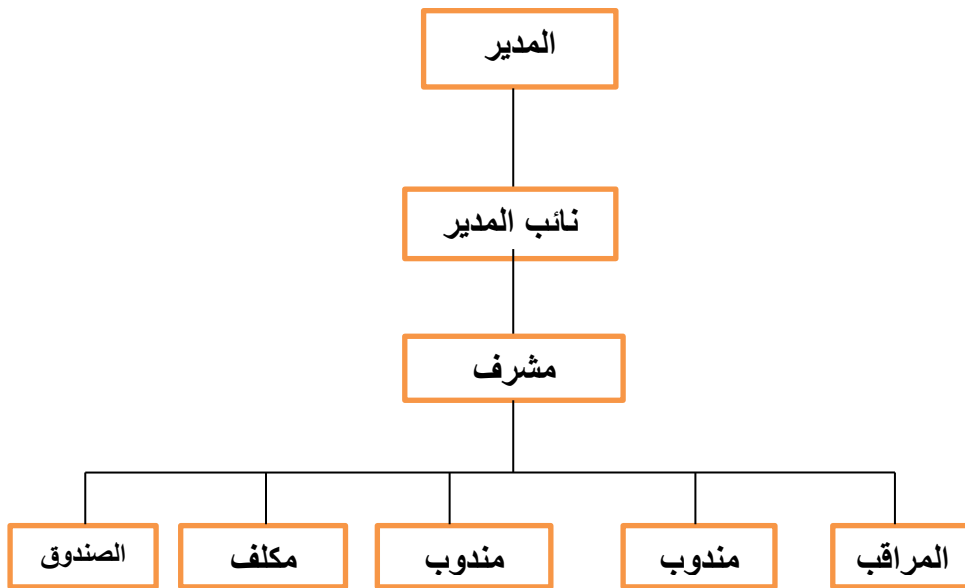 المدير
نائب المدير
مشرف
المراقب
مندوب
مندوب
مكلف
الصندوق